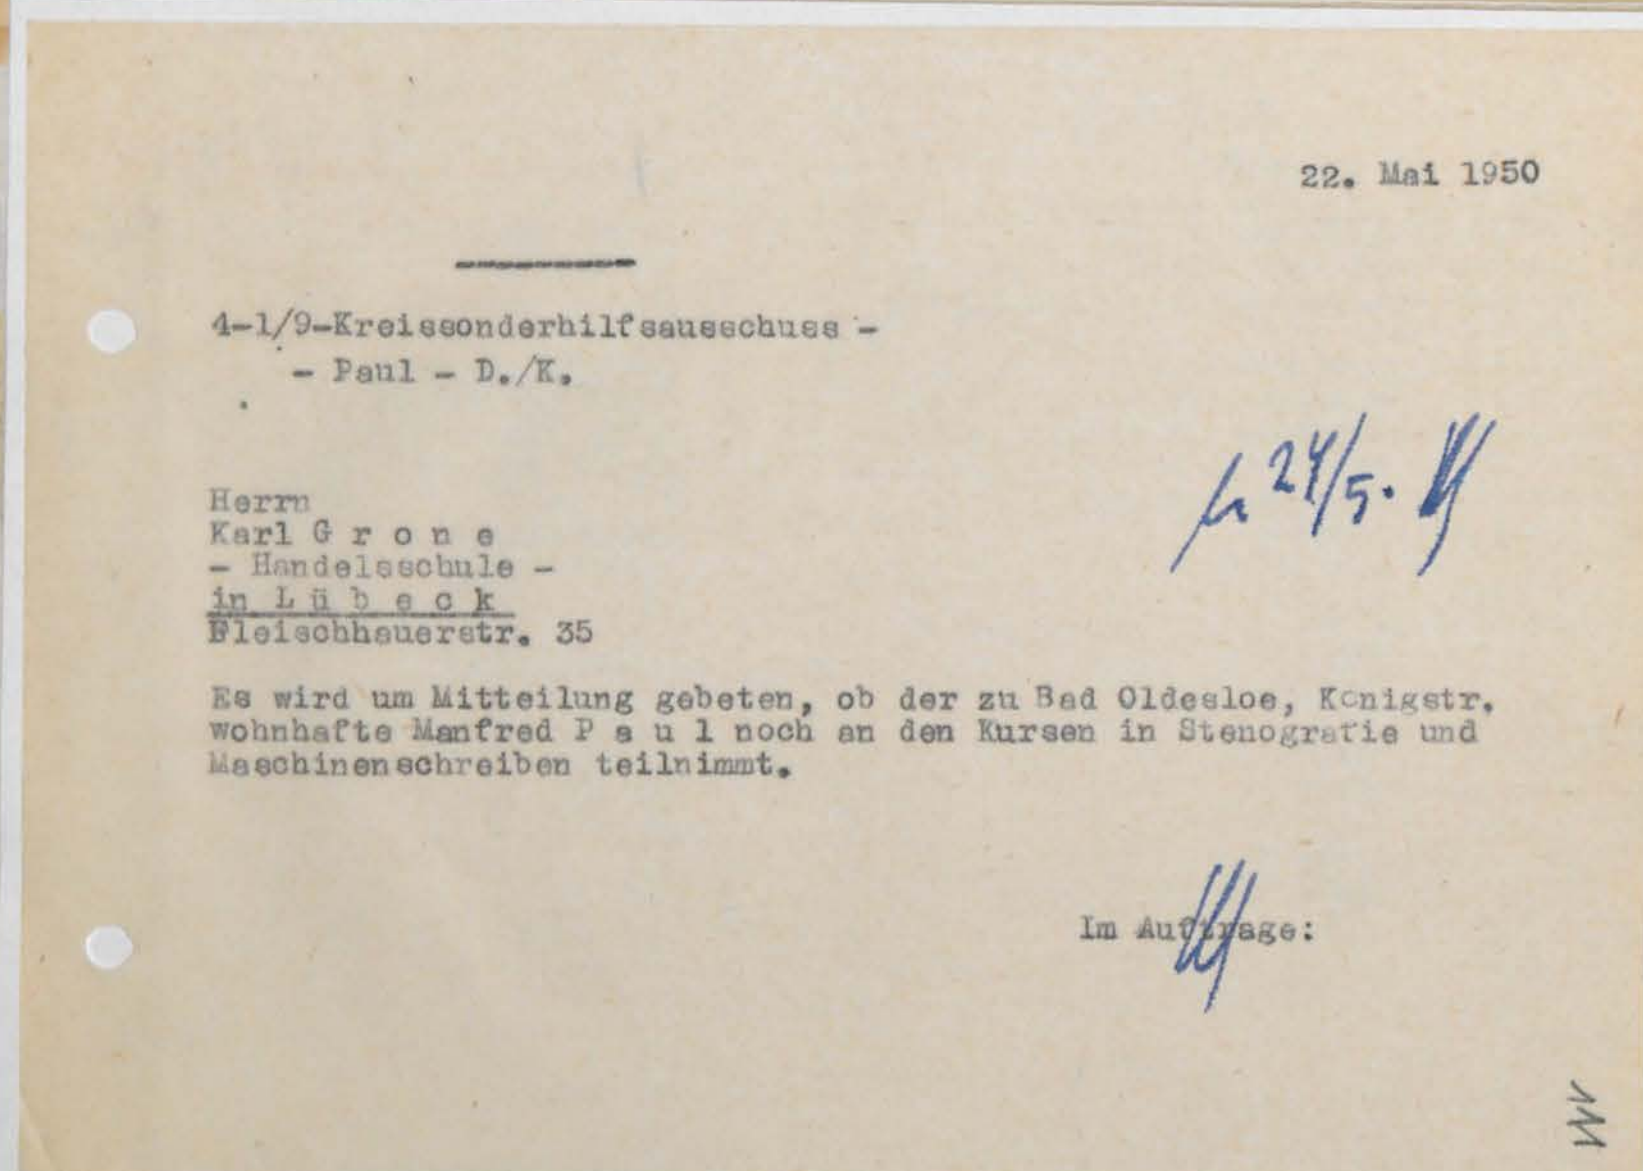 22. Mai 1950
4-1/9-Kreissonderhilfsausschuss -
- Paul - D./K.
Herrn
Karl G r o n e
- Handelsschule -
in L ü b e c k
Fleischhauerstr. 35
24/5.
Es wird um Mitteilung gebeten, ob der zu Bad Oldesloe, Königstr.
wohnhafte Manfred P a u l noch an den Kursen in Stenografie und
Maschinenschreiben teilnimmt.
Im Auftrage: